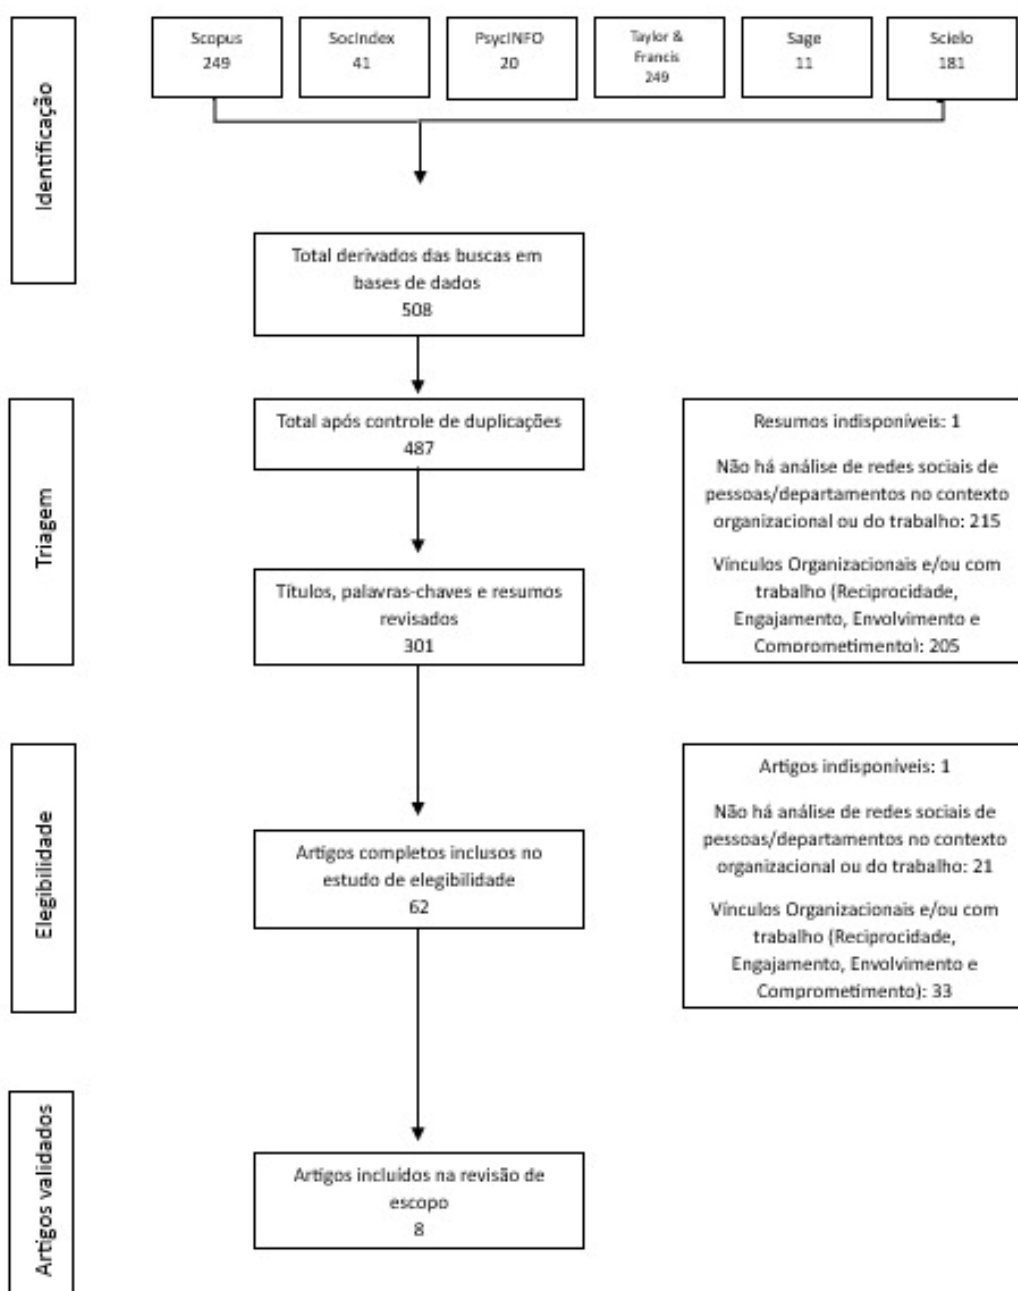 Identificação
Scopus
249
SocIndex
41
PsycINFO
20
Taylor &
Francis
249
Sage
11
Scielo
181
Total derivados das buscas em
bases de dados
508
Triagem
Total após controle de duplicações
487
Títulos, palavras-chaves e resumos
revisados
301
Resumos indisponíveis: 1
Não há análise de redes sociais de
pessoas/departamentos no contexto
organizacional ou do trabalho: 215
Vínculos Organizacionais e/ou com
trabalho (Reciprocidade,
Engajamento, Envolvimento e
Comprometimento): 205
Elegibilidade
Artigos completos inclusos no
estudo de elegibilidade
62
Artigos indisponíveis: 1
Não há análise de redes sociais de
pessoas/departamentos no contexto
organizacional ou do trabalho: 21
Vínculos Organizacionais e/ou com
trabalho (Reciprocidade,
Engajamento, Envolvimento e
Comprometimento): 33
Artigos validados
Artigos incluídos na revisão de
escopo
8